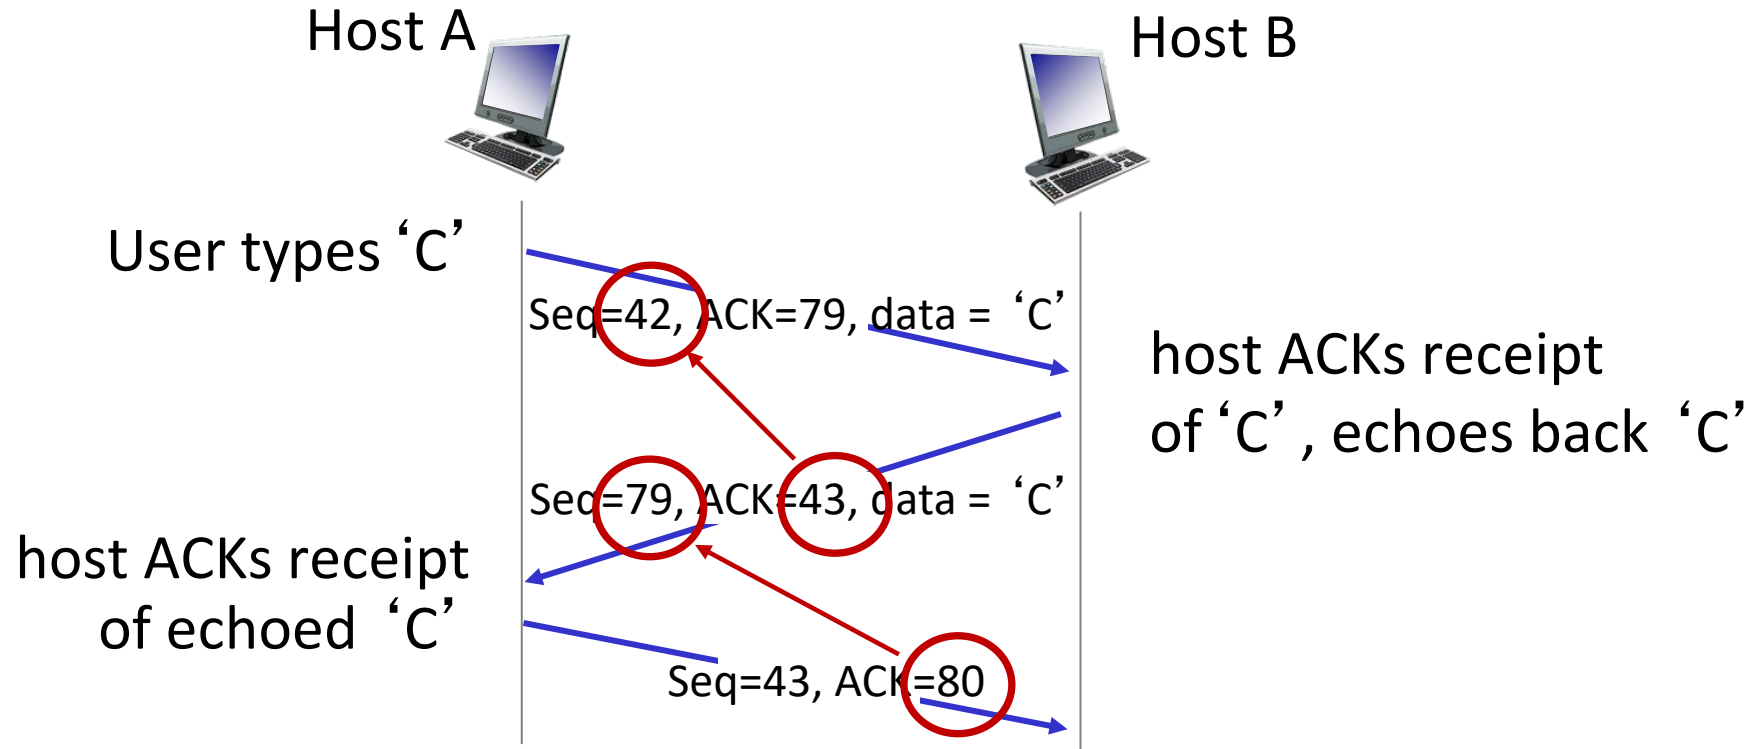 Host A
Host B
User types ‘C’
Seq=42, ACK=79, data = ‘C’
host ACKs receipt
of ‘C’, echoes back ‘C’
Seq=79, ACK=43, data = ‘C’
host ACKs receipt
of echoed ‘C’
Seq=43, ACK=80